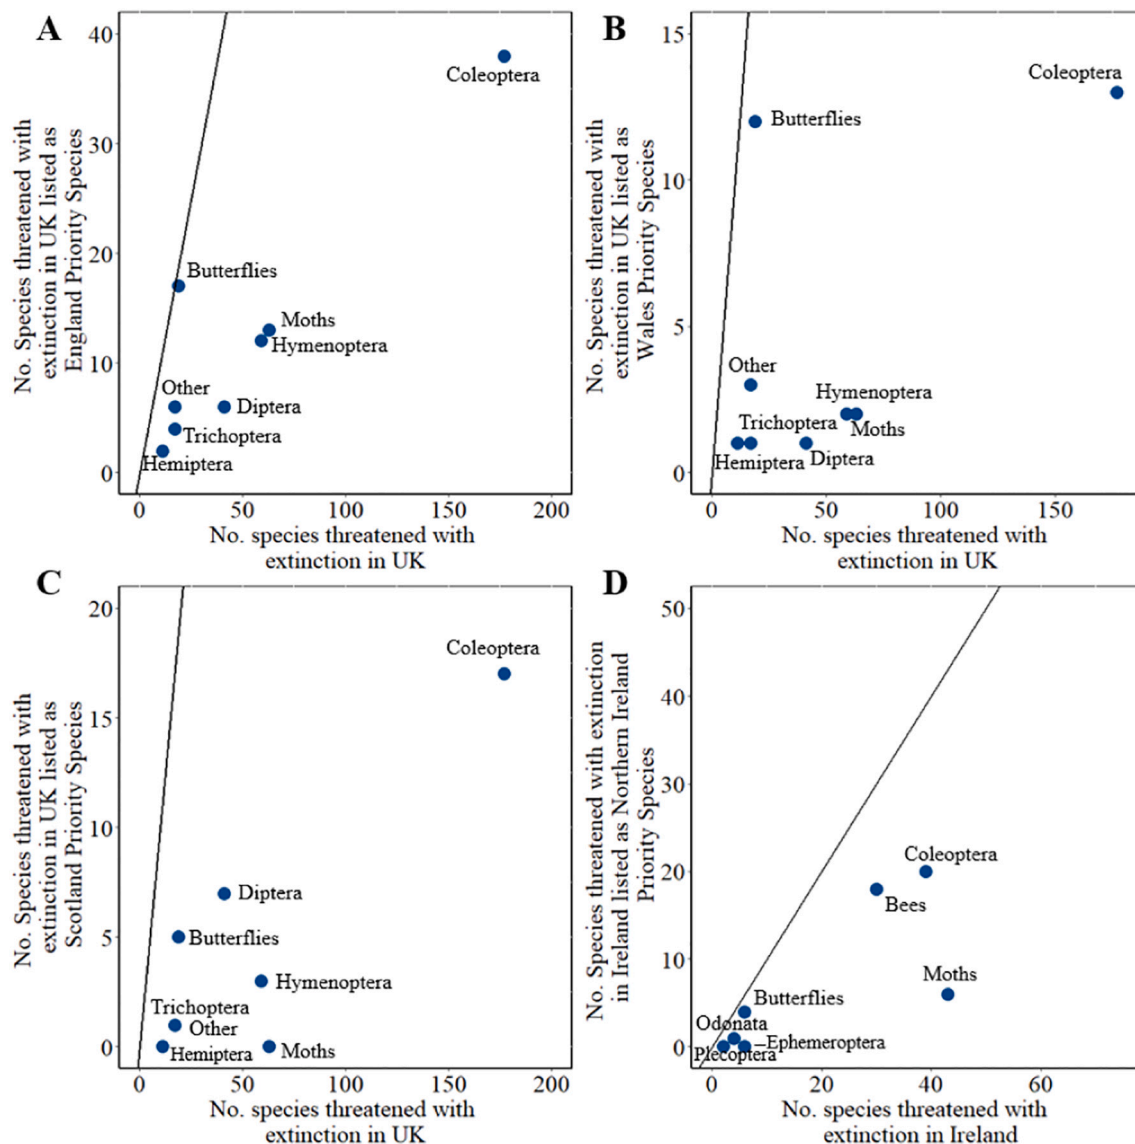 A
No. Species threatened with
extinction in UK listed as
England Priority Species
40
30
20
10
0
Coleoptera
Butterflies
Moths
Hymenoptera
Other
Diptera
Trichoptera
Hemiptera
0 50 100 150 200
No. species threatened with
extinction in UK
B
No. Species threatened with
extinction in UK listed as
Wales Priority Species
15
10
5
0
Coleoptera
Butterflies
Other
Hymenoptera
Trichoptera
Moths
Hemiptera
Diptera
0 50 100 150
No. species threatened with
extinction in UK
C
No. Species threatened with
extinction in UK listed as
Scotland Priority Species
20
15
10
5
0
Coleoptera
Diptera
Butterflies
Hymenoptera
Trichoptera
Other
Hemiptera
Moths
0 50 100 150 200
No. species threatened with
extinction in UK
D
No. Species threatened with extinction
in Ireland listed as Northern Ireland
Priority Species
50
40
30
20
10
0
Coleoptera
Bees
Moths
Butterflies
Odonata
Ephemeroptera
Plecoptera
0 20 40 60
No. species threatened with
extinction in Ireland